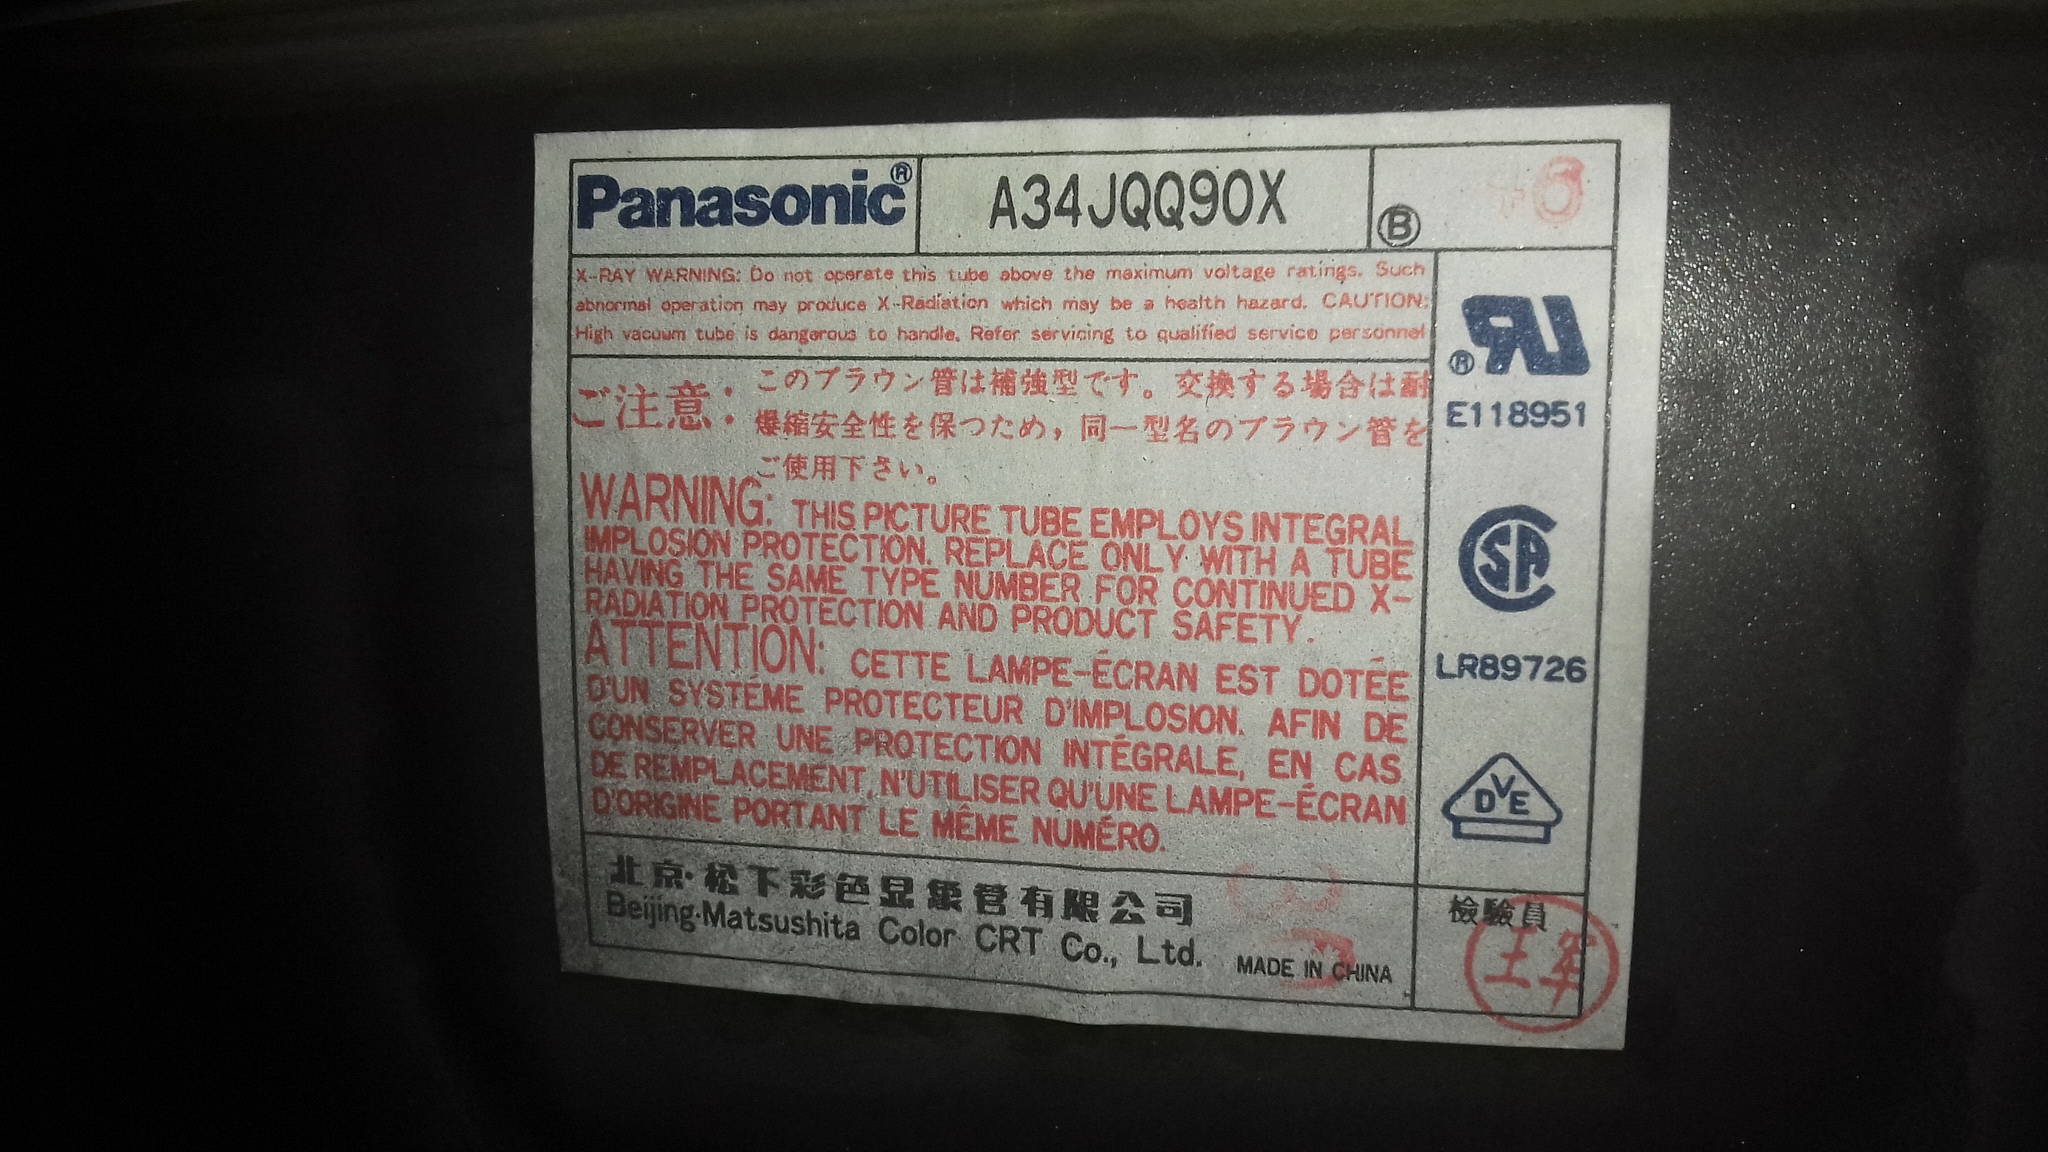 Panasonic® A34JQQ90X Ⓑ
X-RAY WARNING: Do not operate this tube above the maximum voltage ratings. Such
abnormal operation may produce X-Radiation which may be a health hazard. CAUTION:
High vacuum tube is dangerous to handle. Refer servicing to qualified service personnel
ご注意: このブラウン管は補強型です。交換する場合は耐
爆縮安全性を保つため,同一型名のブラウン管を
ご使用下さい。
WARNING: THIS PICTURE TUBE EMPLOYS INTEGRAL
IMPLOSION PROTECTION. REPLACE ONLY WITH A TUBE
HAVING THE SAME TYPE NUMBER FOR CONTINUED X-
RADIATION PROTECTION AND PRODUCT SAFETY.
ATTENTION: CETTE LAMPE-ÉCRAN EST DOTÉE
D'UN SYSTÉME PROTECTEUR D'IMPLOSION. AFIN DE
CONSERVER UNE PROTECTION INTÉGRALE, EN CAS
DE REMPLACEMENT, N'UTILISER QU'UNE LAMPE-ÉCRAN
D'ORIGINE PORTANT LE MÊME NUMÉRO.
北京·松下彩色显象管有限公司
Beijing·Matsushita Color CRT Co., Ltd.
MADE IN CHINA
®
E118951
LR89726
DVE
検験員
王军